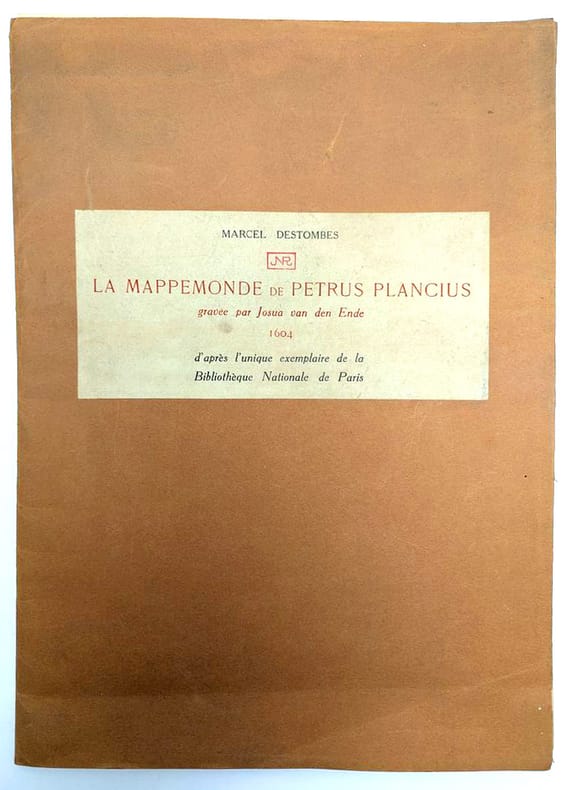 MARCEL DESTOMBES
LA MAPPEMONDE DE PETRUS PLANCIUS
gravée par Josua van den Ende
1604
d'après l'unique exemplaire de la
Bibliothèque Nationale de Paris